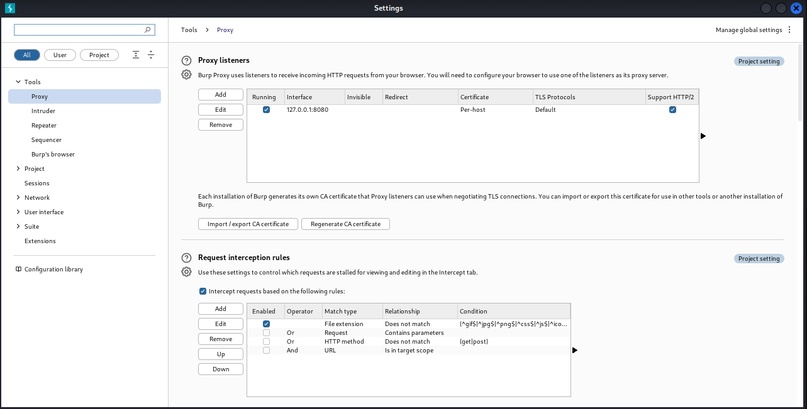 Settings
Tools > Proxy
Manage global settings
All
User
Project
Tools
Proxy
Intruder
Repeater
Sequencer
Burp's browser
Project
Sessions
Network
User interface
Suite
Extensions
Configuration library
Proxy listeners
Project setting
Burp Proxy uses listeners to receive incoming HTTP requests from your browser. You will need to configure your browser to use one of the listeners as its proxy server.
Add
Edit
Remove
Running Interface Invisible Redirect Certificate TLS Protocols Support HTTP/2
127.0.0.1:8080 Per-host Default
Each installation of Burp generates its own CA certificate that Proxy listeners can use when negotiating TLS connections. You can import or export this certificate for use in other tools or another installation of
Burp.
Import / export CA certificate
Regenerate CA certificate
Request interception rules
Project setting
Use these settings to control which requests are stalled for viewing and editing in the Intercept tab.
Intercept requests based on the following rules:
Add
Edit
Remove
Up
Down
Enabled Operator Match type Relationship Condition
File extension Does not match (^gif$|^jpg$|^png$|^css$|^js$|^ico...
Or Request Contains parameters
Or HTTP method Does not match (get|post)
And URL Is in target scope